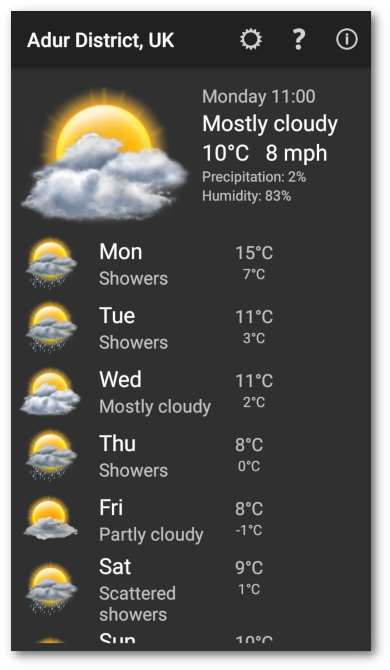 Adur District, UK ?
Monday 11:00
Mostly cloudy
10°C 8 mph
Precipitation: 2%
Humidity: 83%
Mon 15°C
Showers 7°C
Tue 11°C
Showers 3°C
Wed 11°C
Mostly cloudy 2°C
Thu 8°C
Showers 0°C
Fri 8°C
Partly cloudy -1°C
Sat 9°C
Scattered 1°C
showers
Sun 10°C